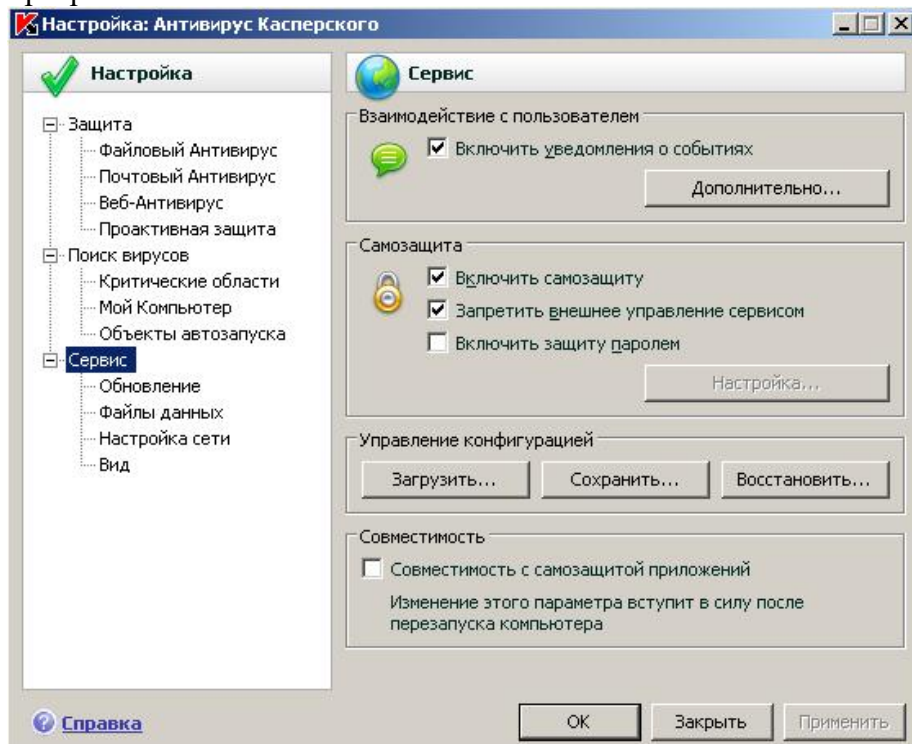 Настройка: Антивирус Касперского
Настройка
Защита
Файловый Антивирус
Почтовый Антивирус
Веб-Антивирус
Проактивная защита
Поиск вирусов
Критические области
Мой Компьютер
Объекты автозапуска
Сервис
Обновление
Файлы данных
Настройка сети
Вид
Сервис
Взаимодействие с пользователем
Включить уведомления о событиях
Дополнительно...
Самозащита
Включить самозащиту
Запретить внешнее управление сервисом
Включить защиту паролем
Настройка...
Управление конфигурацией
Загрузить...
Сохранить...
Восстановить...
Совместимость
Совместимость с самозащитой приложений
Изменение этого параметра вступит в силу после
перезапуска компьютера
Справка
ОК
Закрыть
Применить